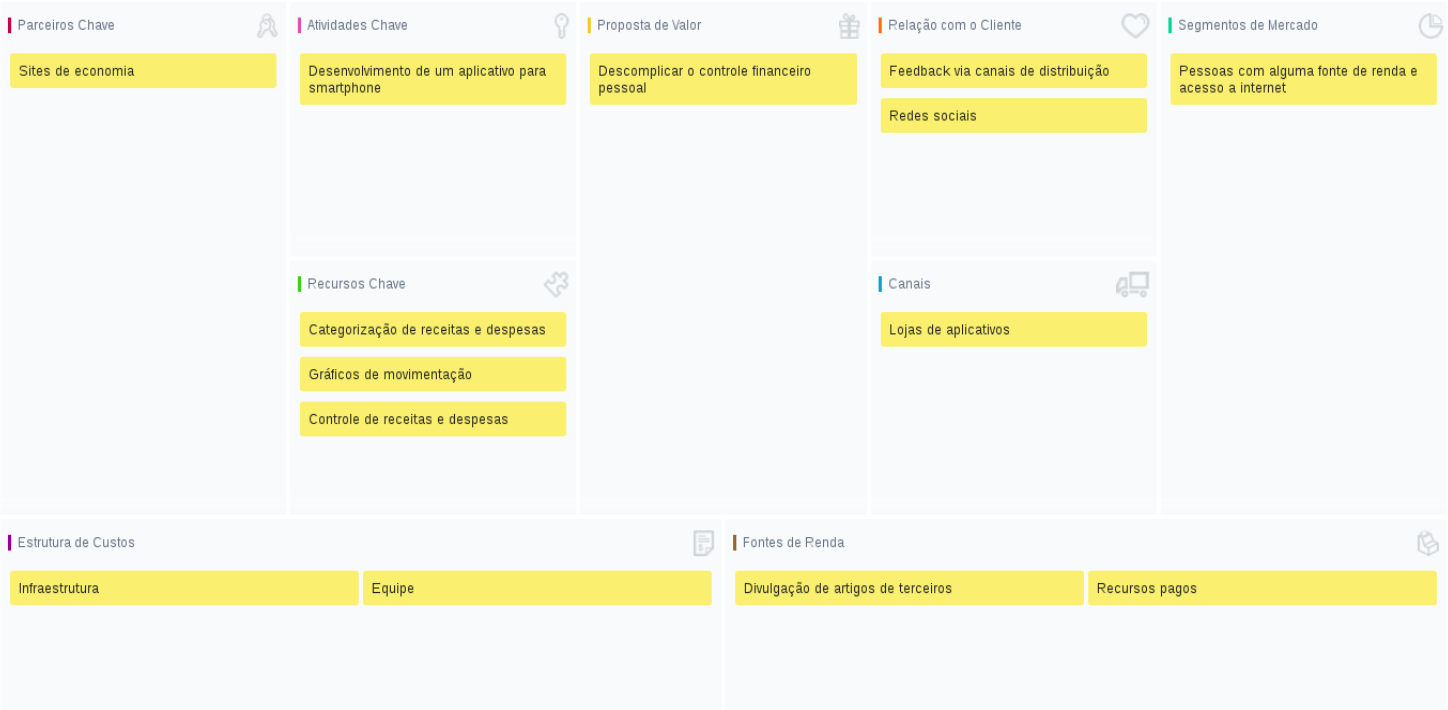 Parceiros Chave
Sites de economia
Atividades Chave
Desenvolvimento de um aplicativo para
smartphone
Recursos Chave
Categorização de receitas e despesas
Gráficos de movimentação
Controle de receitas e despesas
Proposta de Valor
Descomplicar o controle financeiro
pessoal
Relação com o Cliente
Feedback via canais de distribuição
Redes sociais
Canais
Lojas de aplicativos
Segmentos de Mercado
Pessoas com alguma fonte de renda e
acesso a internet
Estrutura de Custos
Infraestrutura
Equipe
Fontes de Renda
Divulgação de artigos de terceiros
Recursos pagos